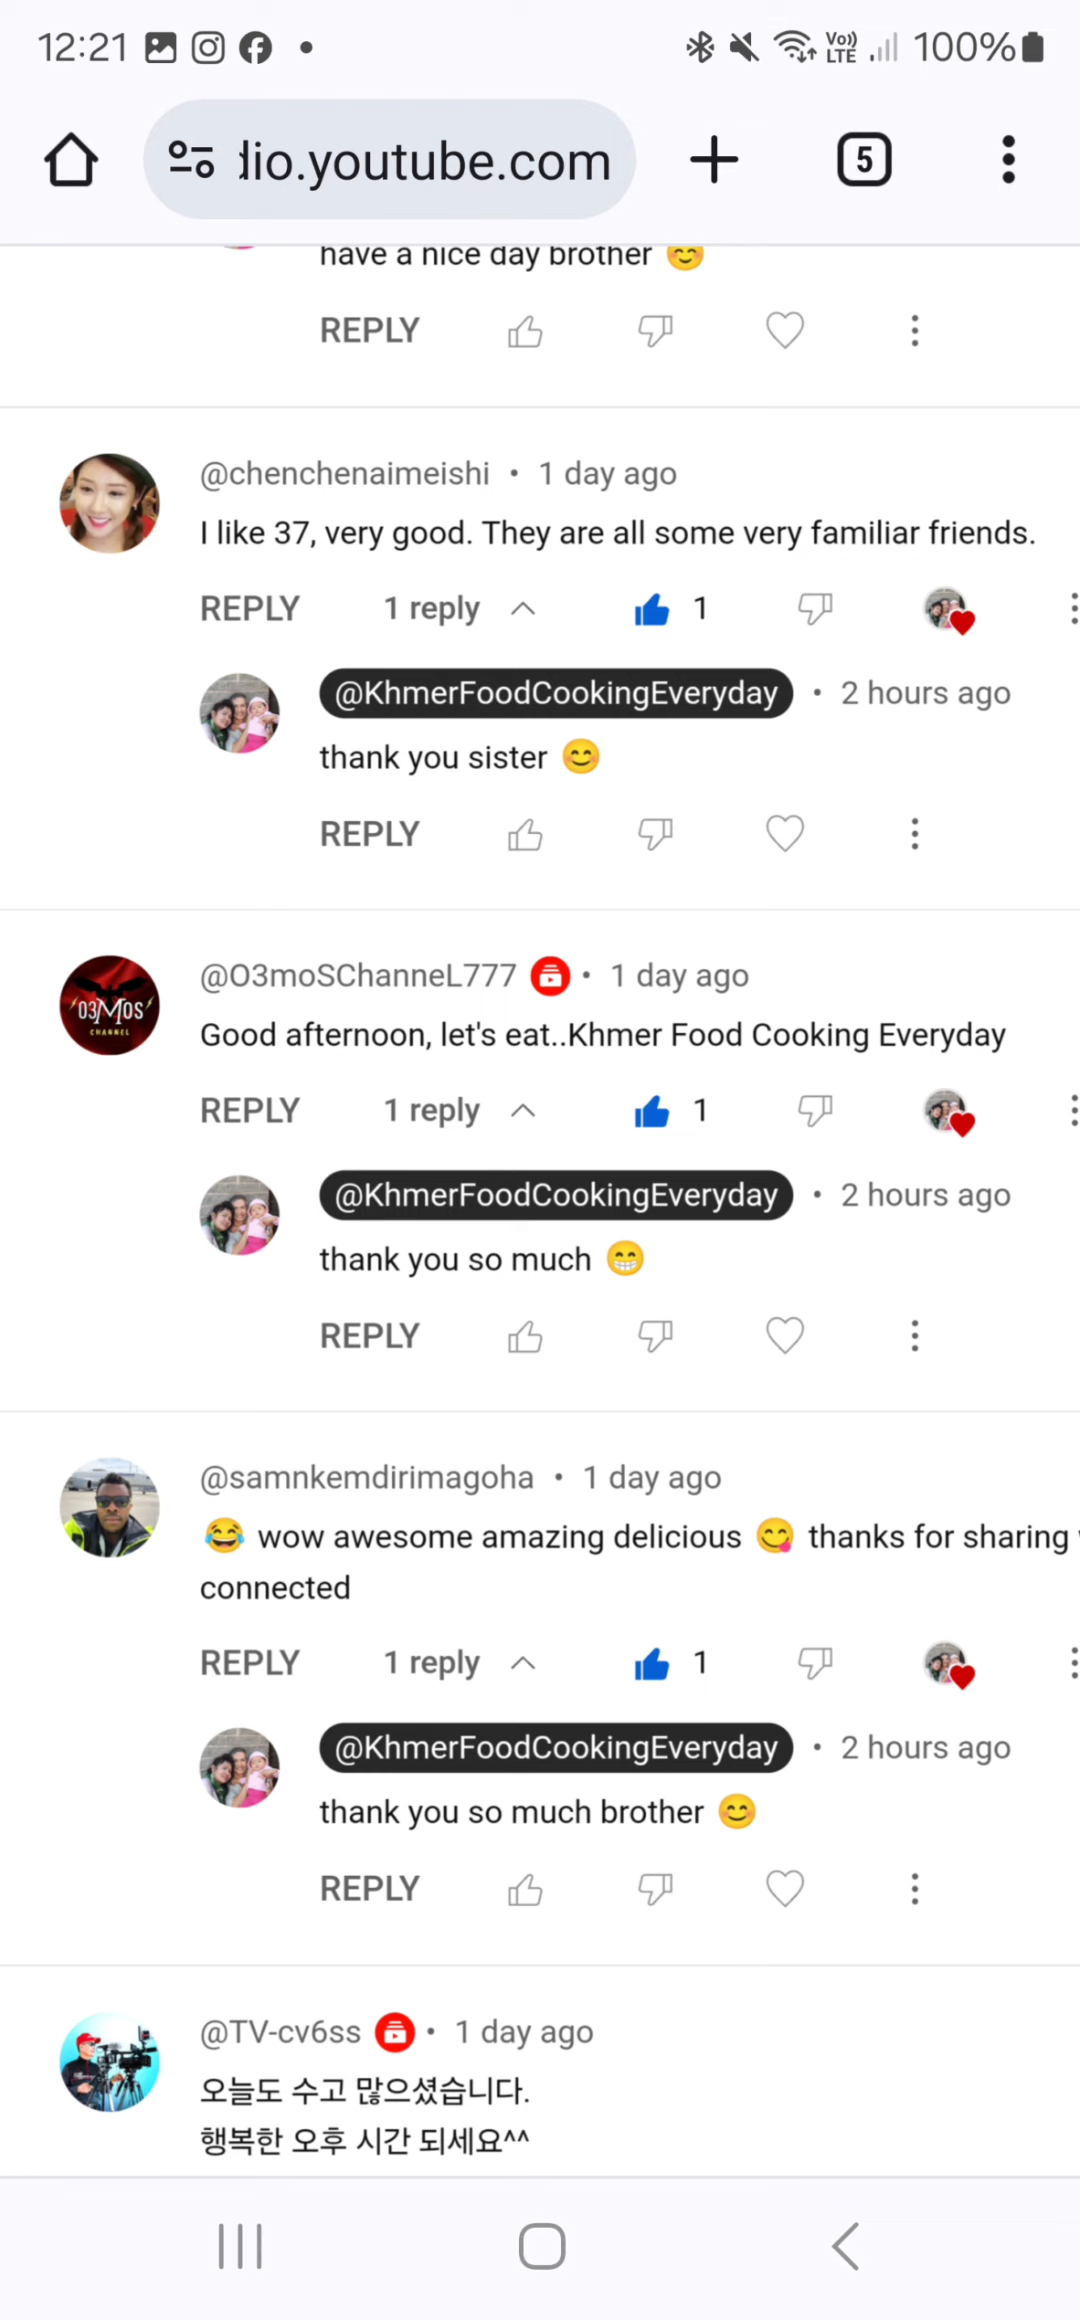 12:21
Vo))
LTE
100%
dio.youtube.com
5
have a nice day brother 😊
REPLY
@chenchenaimeishi • 1 day ago
I like 37, very good. They are all some very familiar friends.
REPLY 1 reply 1
@KhmerFoodCookingEveryday • 2 hours ago
thank you sister 😊
REPLY
@O3moSChanneL777 • 1 day ago
'03MOS'
CHANNEL
Good afternoon, let's eat..Khmer Food Cooking Everyday
REPLY 1 reply 1
@KhmerFoodCookingEveryday • 2 hours ago
thank you so much 😁
REPLY
@samnkemdirimagoha • 1 day ago
😂 wow awesome amazing delicious 😋 thanks for sharing
connected
REPLY 1 reply 1
@KhmerFoodCookingEveryday • 2 hours ago
thank you so much brother 😊
REPLY
@TV-cv6ss • 1 day ago
오늘도 수고 많으셨습니다.
행복한 오후 시간 되세요^^